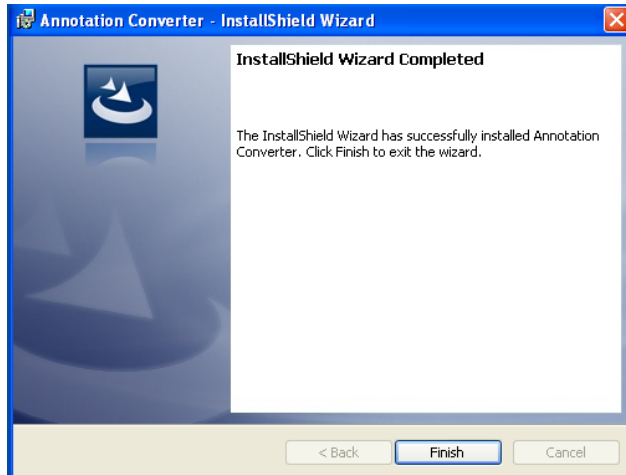 Annotation Converter - InstallShield Wizard
InstallShield Wizard Completed
The InstallShield Wizard has successfully installed Annotation
Converter. Click Finish to exit the wizard.
< Back Finish Cancel